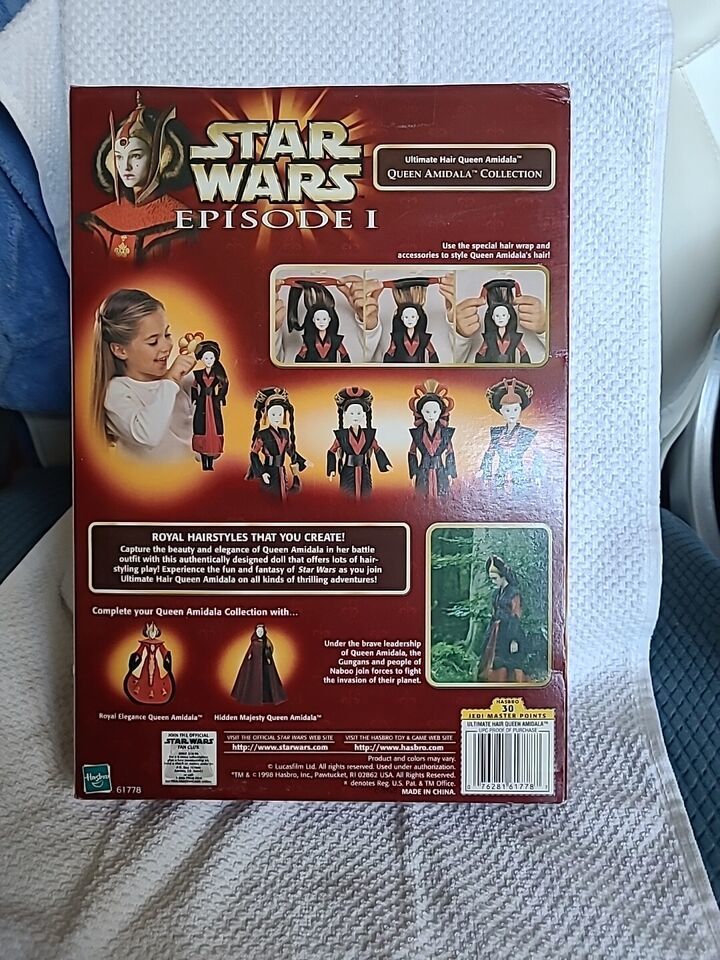 STAR
WARS
EPISODE I
Ultimate Hair Queen Amidala™
QUEEN AMIDALA™ COLLECTION
Use the special hair wrap and
accessories to style Queen Amidala's hair!
ROYAL HAIRSTYLES THAT YOU CREATE!
Capture the beauty and elegance of Queen Amidala in her battle
outfit with this authentically designed doll that offers lots of hair-
styling play! Experience the fun and fantasy of Star Wars as you join
Ultimate Hair Queen Amidala on all kinds of thrilling adventures!
Complete your Queen Amidala Collection with...
Royal Elegance Queen Amidala™
Hidden Majesty Queen Amidala™
Under the brave leadership
of Queen Amidala, the
Gungans and people of
Naboo join forces to fight
the invasion of their planet.
HASBRO
30
JEDI MASTER POINTS
ULTIMATE HAIR QUEEN AMIDALA™
UPC PROOF OF PURCHASE
0 76281 61778
JOIN THE OFFICIAL
STAR WARS
FAN CLUB
VISIT THE OFFICIAL STAR WARS WEB SITE
http://www.starwars.com
VISIT THE HASBRO TOY & GAME WEB SITE
http://www.hasbro.com
Product and colors may vary.
© Lucasfilm Ltd. All rights reserved. Used under authorization.
®* TM & © 1998 Hasbro, Inc., Pawtucket, RI 02862 USA. All Rights Reserved.
® denotes Reg. U.S. Pat. & TM Office.
MADE IN CHINA.
Hasbro
61778